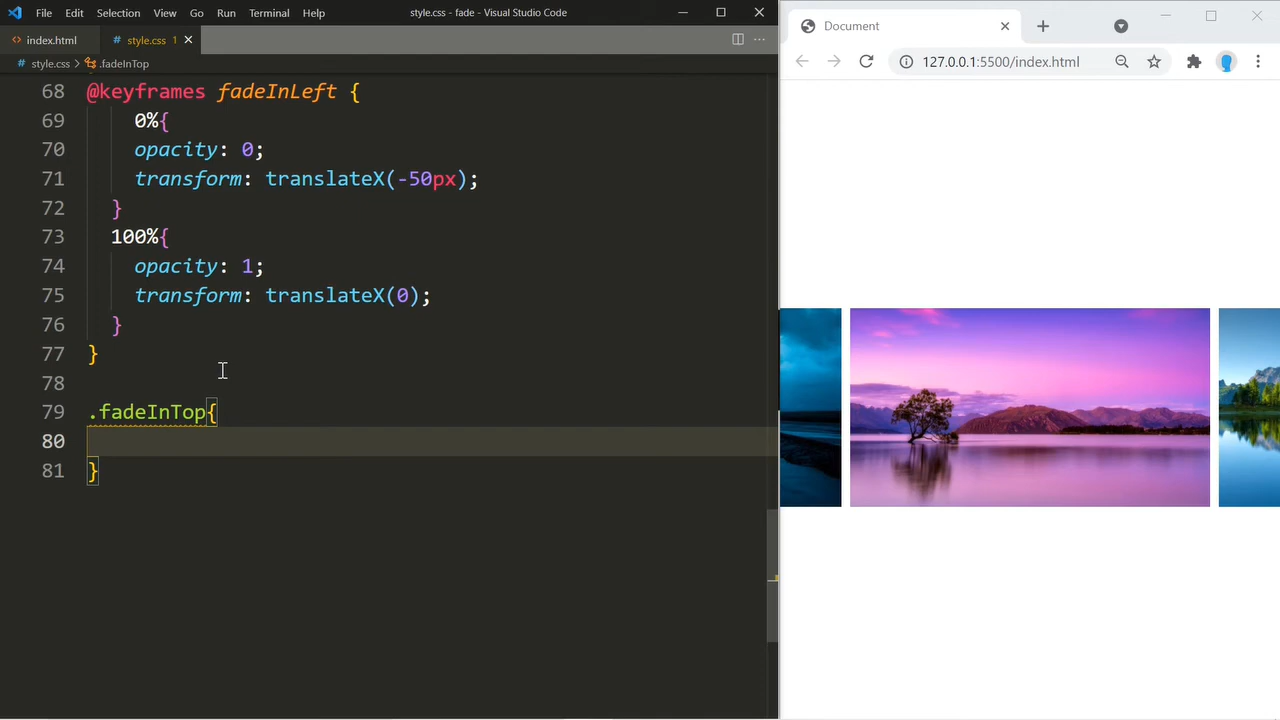 File Edit Selection View Go Run Terminal Help style.css - fade - Visual Studio Code
index.html style.css 1
style.css > .fadeInTop
68 @keyframes fadeInLeft {
69 0%{
70 opacity: 0;
71 transform: translateX(-50px);
72 }
73 100%{
74 opacity: 1;
75 transform: translateX(0);
76 }
77 }
78
79 .fadeInTop{
80
81 }
Document
127.0.0.1:5500/index.html